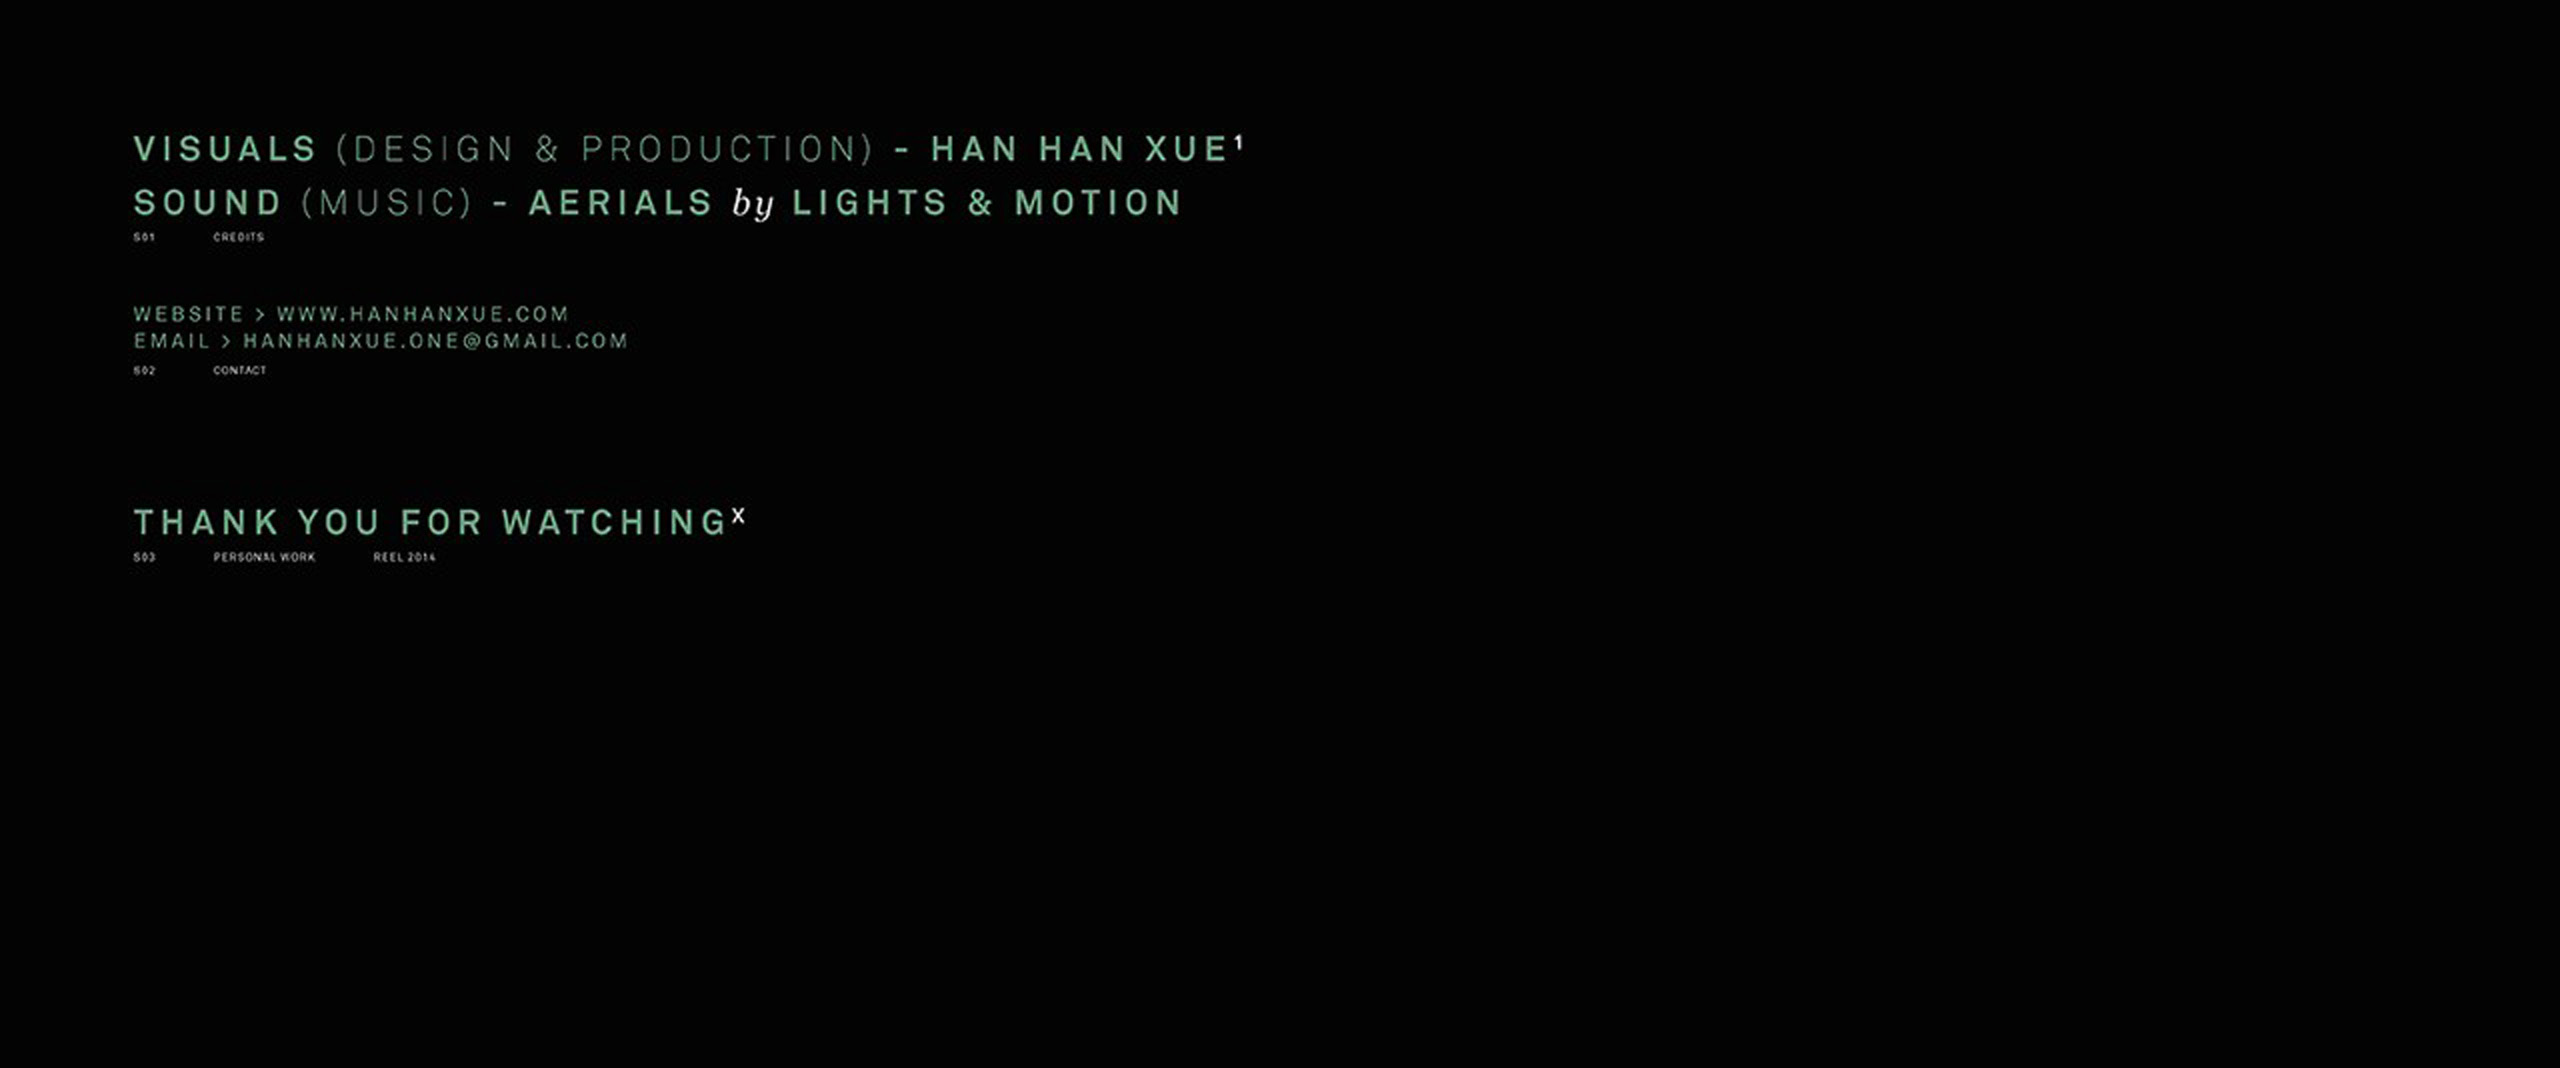 VISUALS (DESIGN & PRODUCTION) - HAN HAN XUE¹
SOUND (MUSIC) - AERIALS by LIGHTS & MOTION
S01 CREDITS
WEBSITE > WWW.HANHANXUE.COM
EMAIL > HANHANXUE.ONE@GMAIL.COM
S02 CONTACT
THANK YOU FOR WATCHINGˣ
S03 PERSONAL WORK REEL 2014